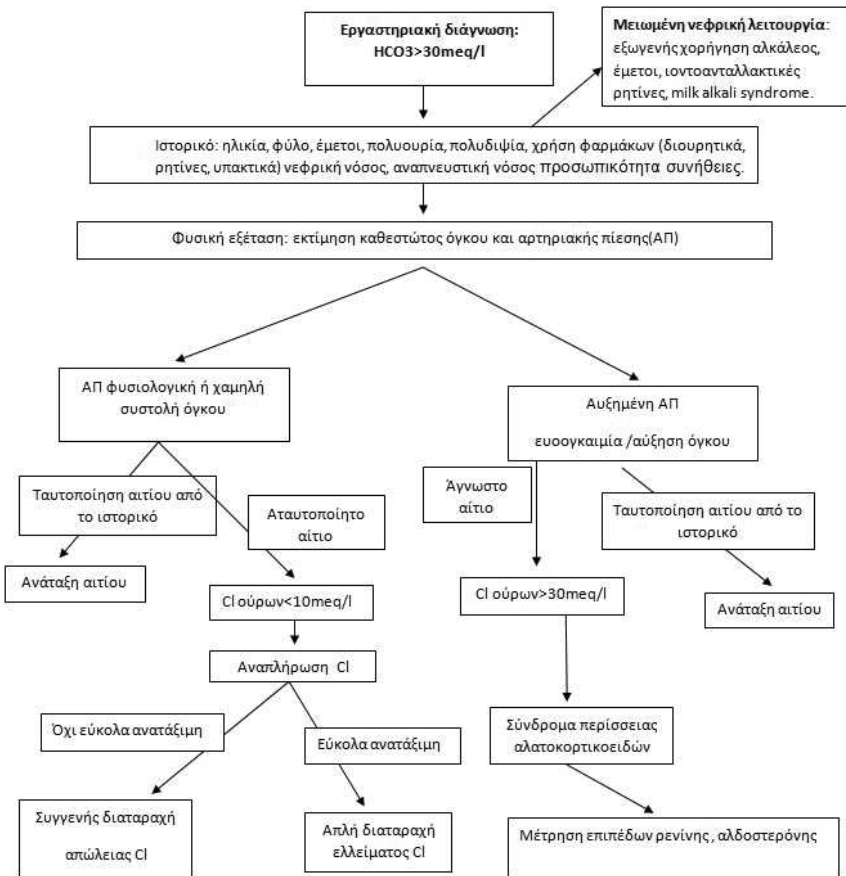 Εργαστηριακή διάγνωση:
HCO3>30meq/l
Μειωμένη νεφρική λειτουργία:
εξωγενής χορήγηση αλκάλεος,
έμετοι, ιοντοανταλλακτικές
ρητίνες, milk alkali syndrome.
Ιστορικό: ηλικία, φύλο, έμετοι, πολυουρία, πολυδιψία, χρήση φαρμάκων (διουρητικά,
ρητίνες, υπακτικά) νεφρική νόσος, αναπνευστική νόσος προσωπικότητα συνήθειες.
Φυσική εξέταση: εκτίμηση καθεστώτος όγκου και αρτηριακής πίεσης(ΑΠ)
ΑΠ φυσιολογική ή χαμηλή
συστολή όγκου
Αυξημένη ΑΠ
ευοογκαιμία /αύξηση όγκου
Ταυτοποίηση αιτίου από
το ιστορικό
Αταυτοποίητο
αίτιο
Άγνωστο
αίτιο
Ταυτοποίηση αιτίου από το
ιστορικό
Ανάταξη αιτίου
Cl ούρων<10meq/l
Cl ούρων>30meq/l
Ανάταξη αιτίου
Αναπλήρωση Cl
Όχι εύκολα ανατάξιμη
Εύκολα ανατάξιμη
Σύνδρομα περίσσειας
αλατοκορτικοειδών
Συγγενής διαταραχή
απώλειας Cl
Απλή διαταραχή
ελλείματος Cl
Μέτρηση επιπέδων ρενίνης , αλδοστερόνης